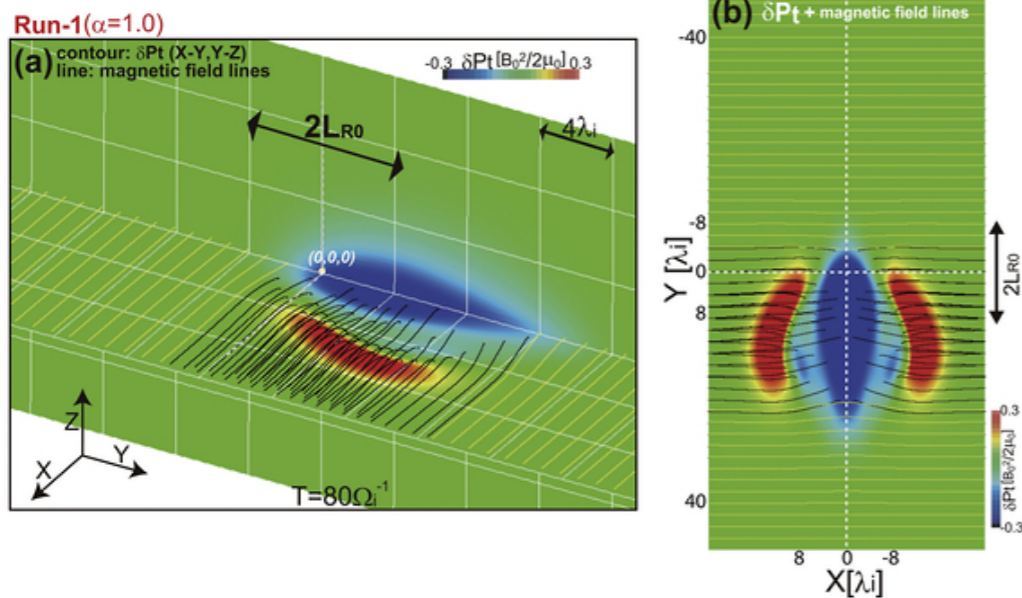 Run-1(α=1.0)
(a) contour: δPt (X-Y,Y-Z)
line: magnetic field lines
-0.3 δPt [B₀²/2μ₀] 0.3
2LR0
4λi
(0,0,0)
Z
Y
X
T=80Ωi⁻¹
(b) δPt + magnetic field lines
-40
-8
0
8
40
Y [λi]
2LR0
0.3
δPt[B₀²/2μ₀]
-0.3
8 0 -8
X[λi]